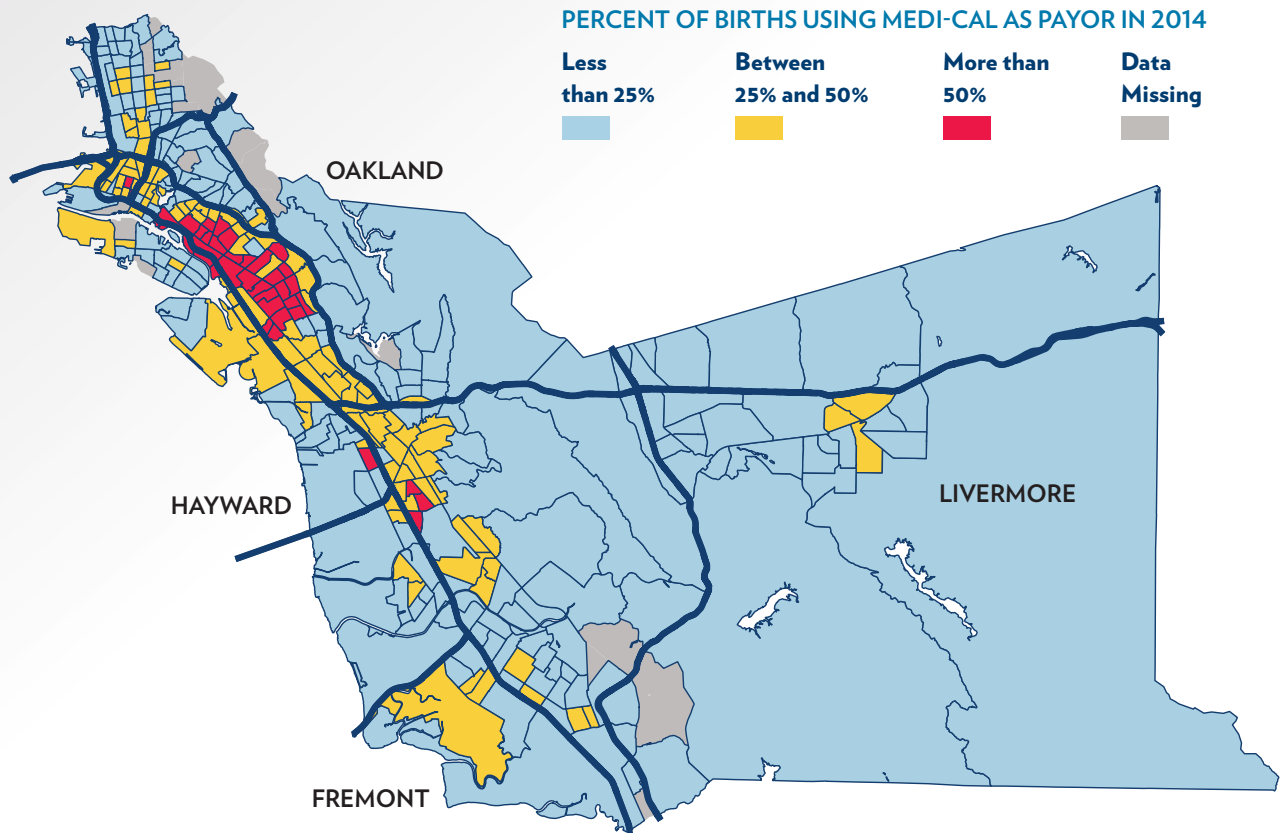 PERCENT OF BIRTHS USING MEDI-CAL AS PAYOR IN 2014
Less than 25%
Between 25% and 50%
More than 50%
Data Missing
OAKLAND
HAYWARD
LIVERMORE
FREMONT